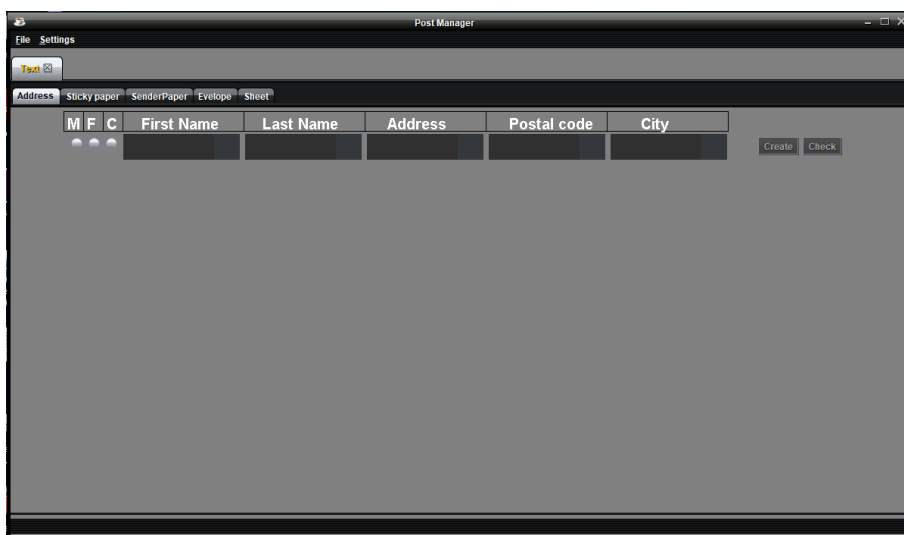 Post Manager
File Settings
Text
Address Sticky paper SenderPaper Evelope Sheet
M F C First Name Last Name Address Postal code City
Create Check